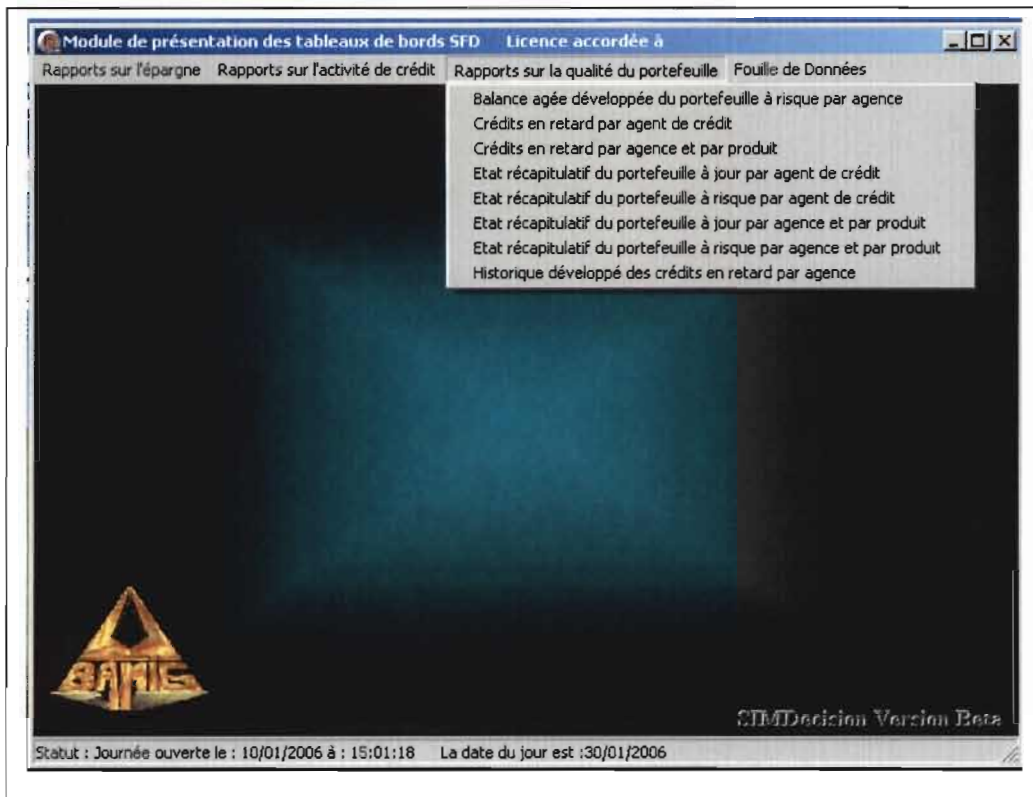 Module de présentation des tableaux de bords SFD Licence accordée à
Rapports sur l'épargne Rapports sur l'activité de crédit Rapports sur la qualité du portefeuille Fouille de Données
Balance agée développée du portefeuille à risque par agence
Crédits en retard par agent de crédit
Crédits en retard par agence et par produit
Etat récapitulatif du portefeuille à jour par agent de crédit
Etat récapitulatif du portefeuille à risque par agent de crédit
Etat récapitulatif du portefeuille à jour par agence et par produit
Etat récapitulatif du portefeuille à risque par agence et par produit
Historique développé des crédits en retard par agence
SIMDecision Version Beta
Statut : Journée ouverte le : 10/01/2006 à : 15:01:18 La date du jour est :30/01/2006